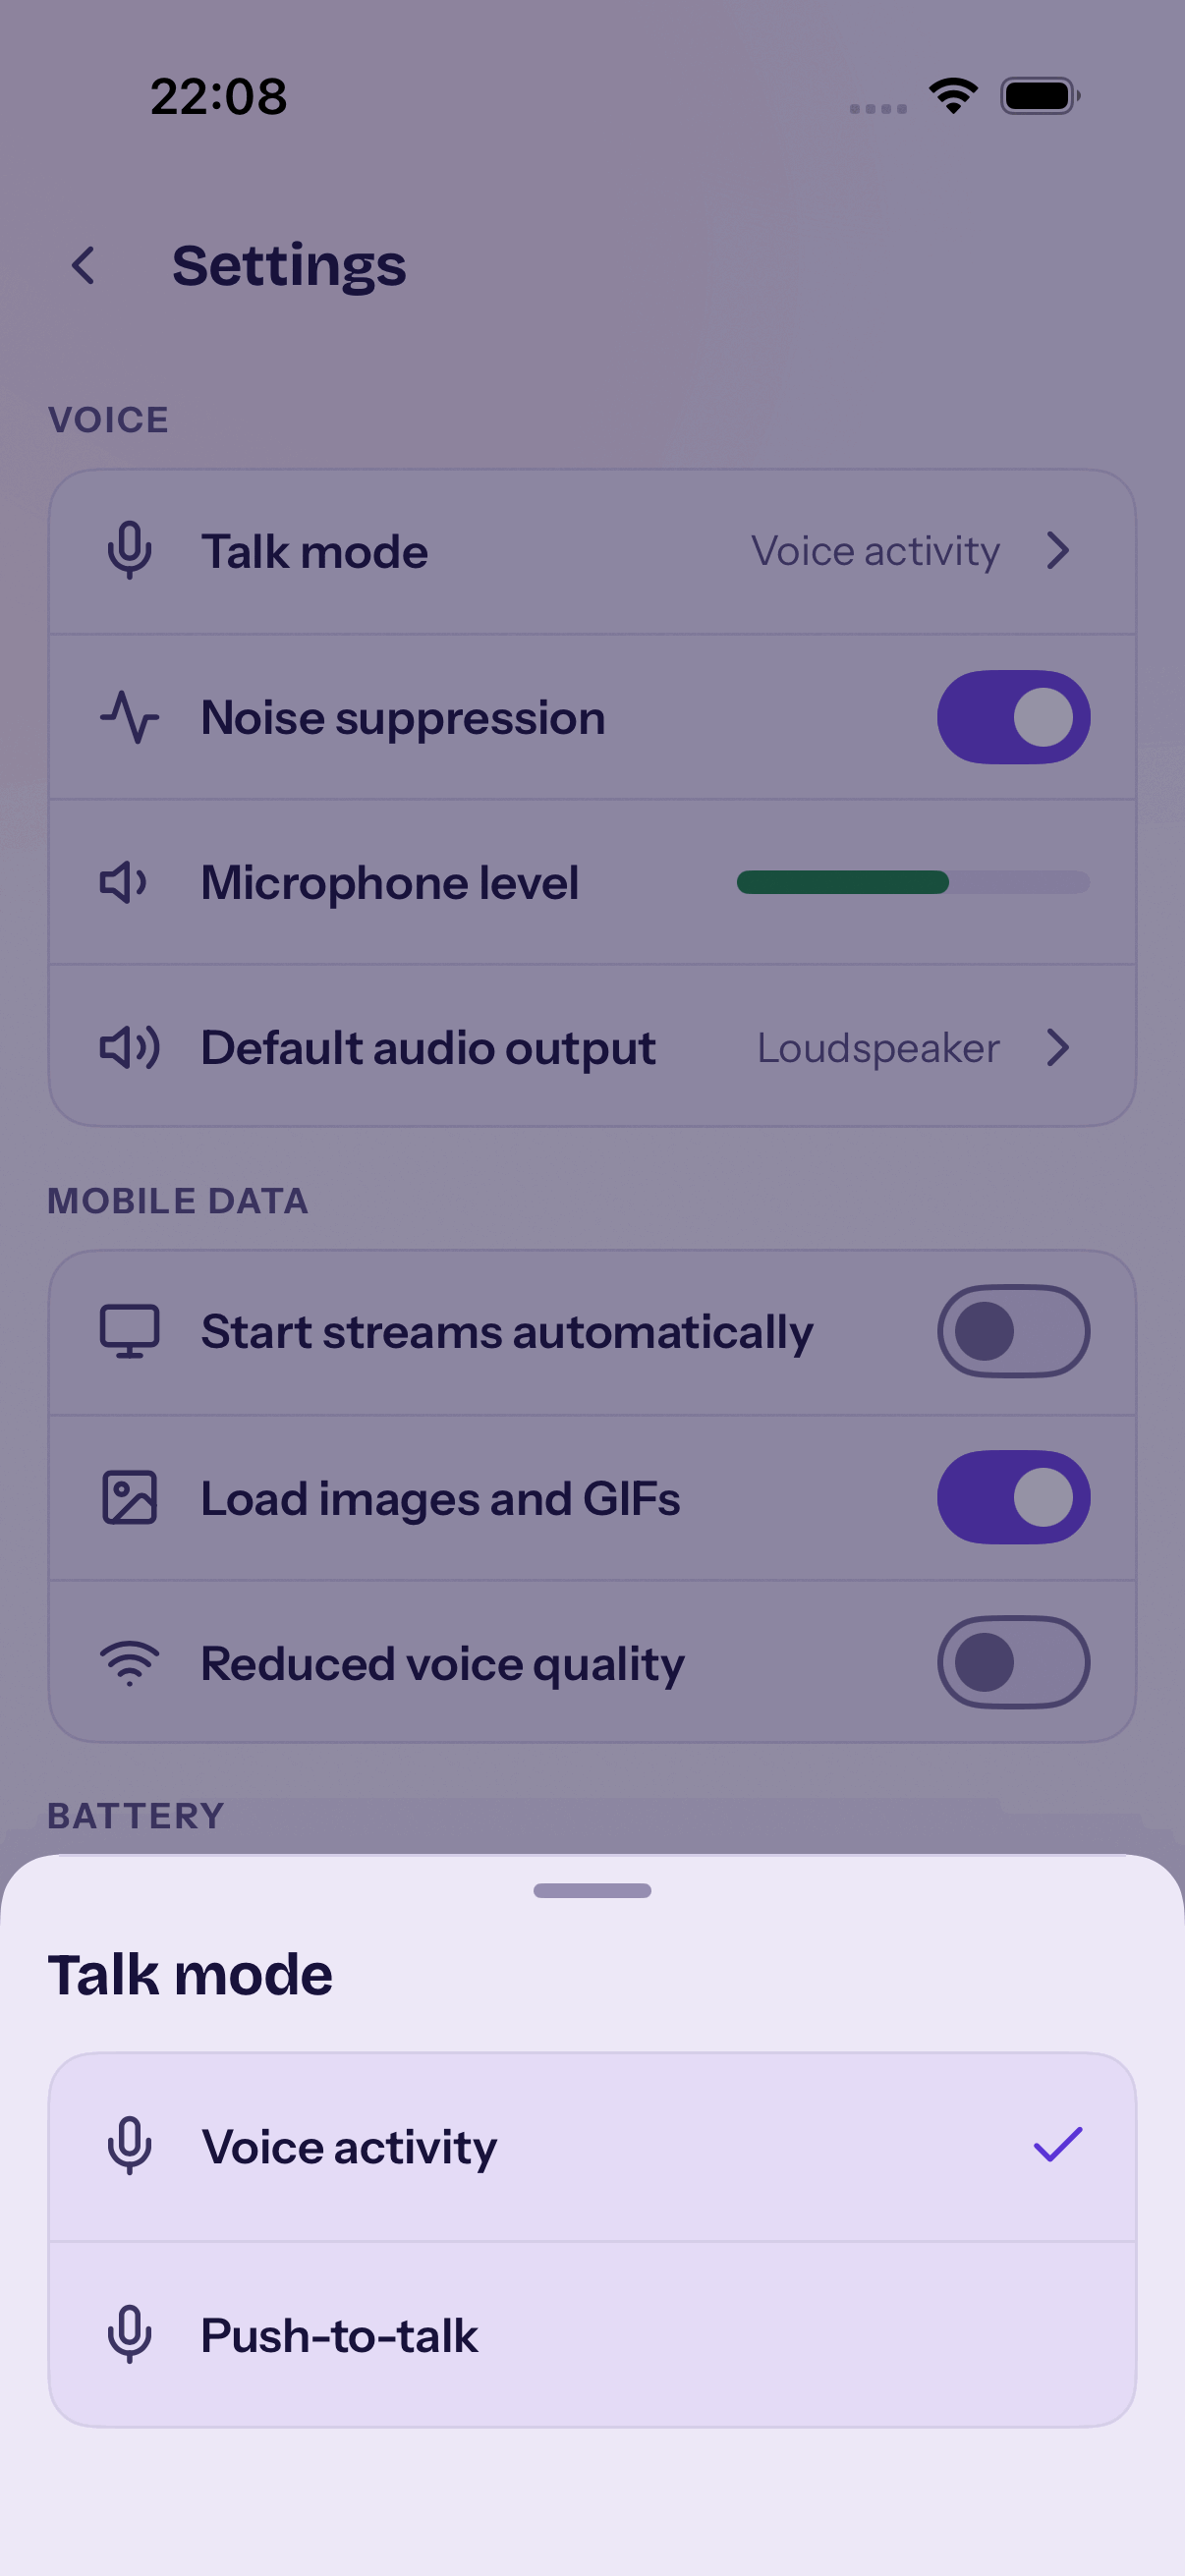 22:08
Settings
VOICE
Talk mode Voice activity
Noise suppression
Microphone level
Default audio output Loudspeaker
MOBILE DATA
Start streams automatically
Load images and GIFs
Reduced voice quality
BATTERY
Talk mode
Voice activity
Push-to-talk